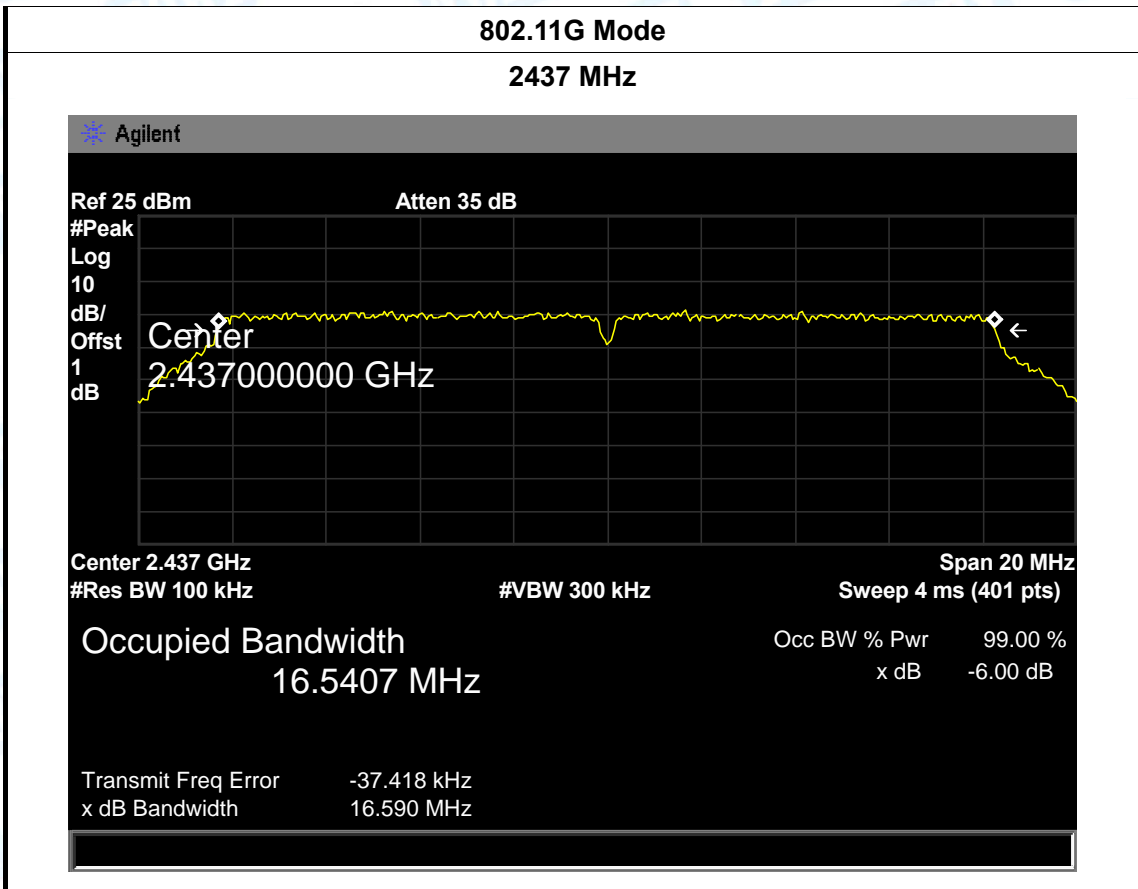 802.11G Mode
2437 MHz
Agilent
Ref 25 dBm Atten 35 dB
#Peak
Log
10
dB/
Offst
1
dB
Center
2.437000000 GHz
Center 2.437 GHz Span 20 MHz
#Res BW 100 kHz #VBW 300 kHz Sweep 4 ms (401 pts)
Occupied Bandwidth Occ BW % Pwr 99.00 %
16.5407 MHz x dB -6.00 dB
Transmit Freq Error -37.418 kHz
x dB Bandwidth 16.590 MHz